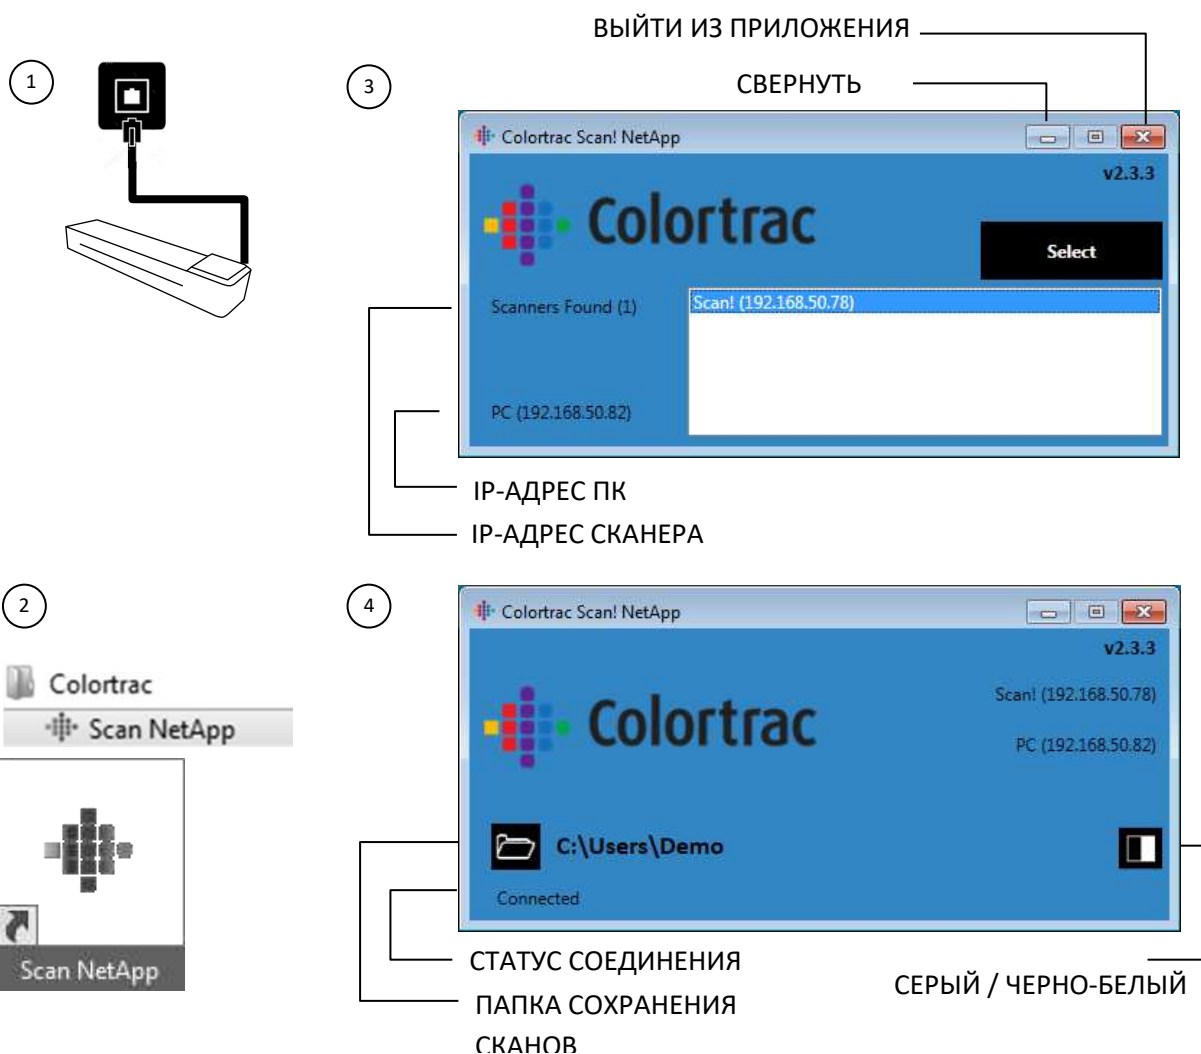 ВЫЙТИ ИЗ ПРИЛОЖЕНИЯ
1
3
СВЕРНУТЬ
Colortrac Scan! NetApp
v2.3.3
Colortrac
Select
Scanners Found (1)
Scan! (192.168.50.78)
PC (192.168.50.82)
IP-АДРЕС ПК
IP-АДРЕС СКАНЕРА
2
4
Colortrac
Scan NetApp
Scan NetApp
Colortrac Scan! NetApp
v2.3.3
Scan! (192.168.50.78)
Colortrac
PC (192.168.50.82)
C:\Users\Demo
Connected
СТАТУС СОЕДИНЕНИЯ
СЕРЫЙ / ЧЕРНО-БЕЛЫЙ
ПАПКА СОХРАНЕНИЯ
СКАНОВ